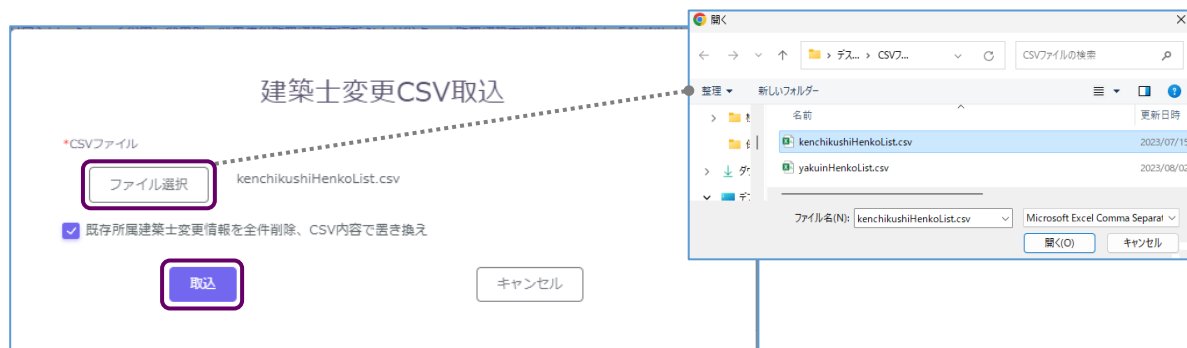 建築士変更CSV取込
*CSVファイル
ファイル選択
kenchikushiHenkoList.csv
既存所属建築士変更情報を全件削除、CSV内容で置き換え
取込
キャンセル
開く
デス... › CSVフ...
CSVファイルの検索
整理
新しいフォルダー
名前
更新日時
kenchikushiHenkoList.csv
2023/07/15
yakuinHenkoList.csv
2023/08/02
ファイル名(N):
kenchikushiHenkoList.csv
Microsoft Excel Comma Separat
開く(O)
キャンセル